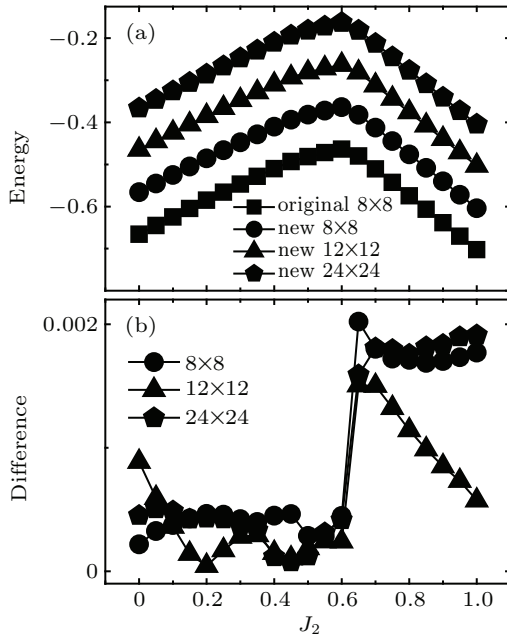 (a)
−0.2
−0.4
−0.6
Energy
original 8×8
new 8×8
new 12×12
new 24×24
(b)
0.002
0
Difference
8×8
12×12
24×24
0 0.2 0.4 0.6 0.8 1.0
J2